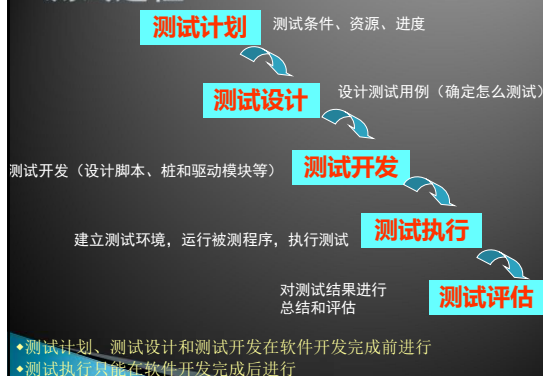 测试计划
测试条件、资源、进度
测试设计
设计测试用例（确定怎么测试）
测试开发（设计脚本、桩和驱动模块等）
测试开发
建立测试环境，运行被测程序，执行测试
测试执行
对测试结果进行
总结和评估
测试评估
◆测试计划、测试设计和测试开发在软件开发完成前进行
◆测试执行只能在软件开发完成后进行